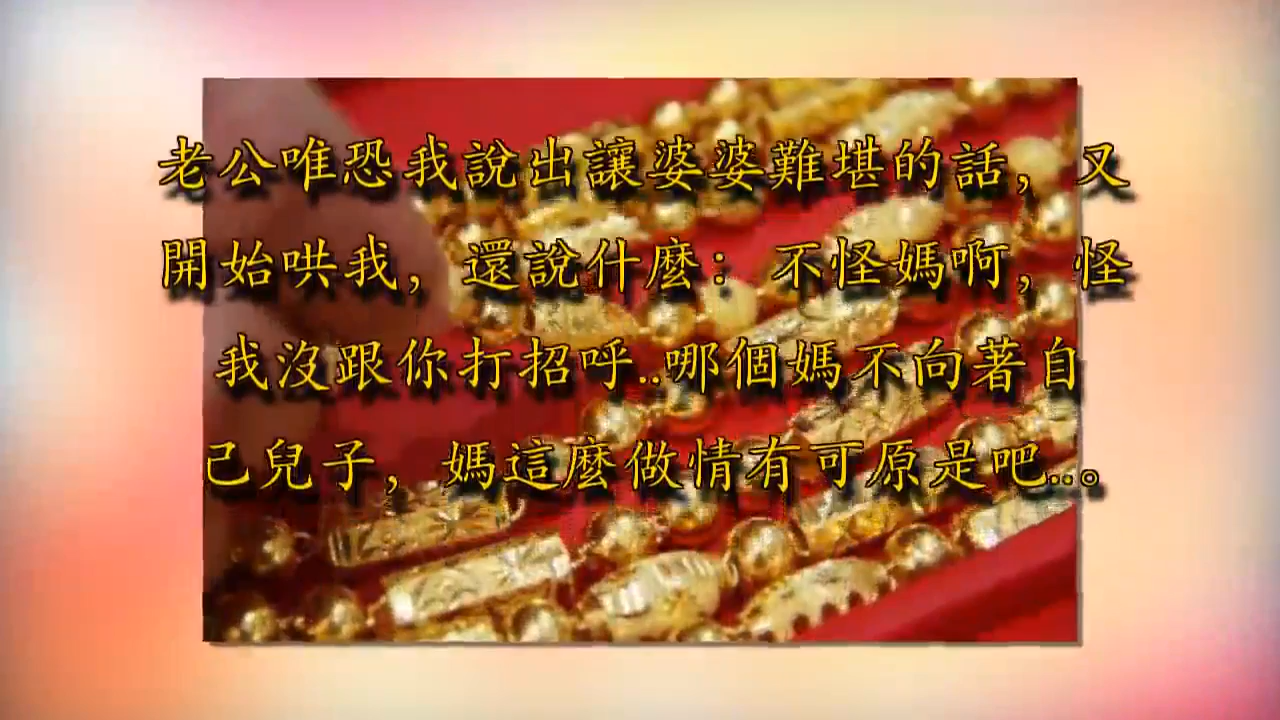 老公唯恐我說出讓婆婆難堪的話，又
開始哄我，還說什麼：不怪媽啊，怪
我沒跟你打招呼..哪個媽不向著自
己兒子，媽這麼做情有可原是吧...。